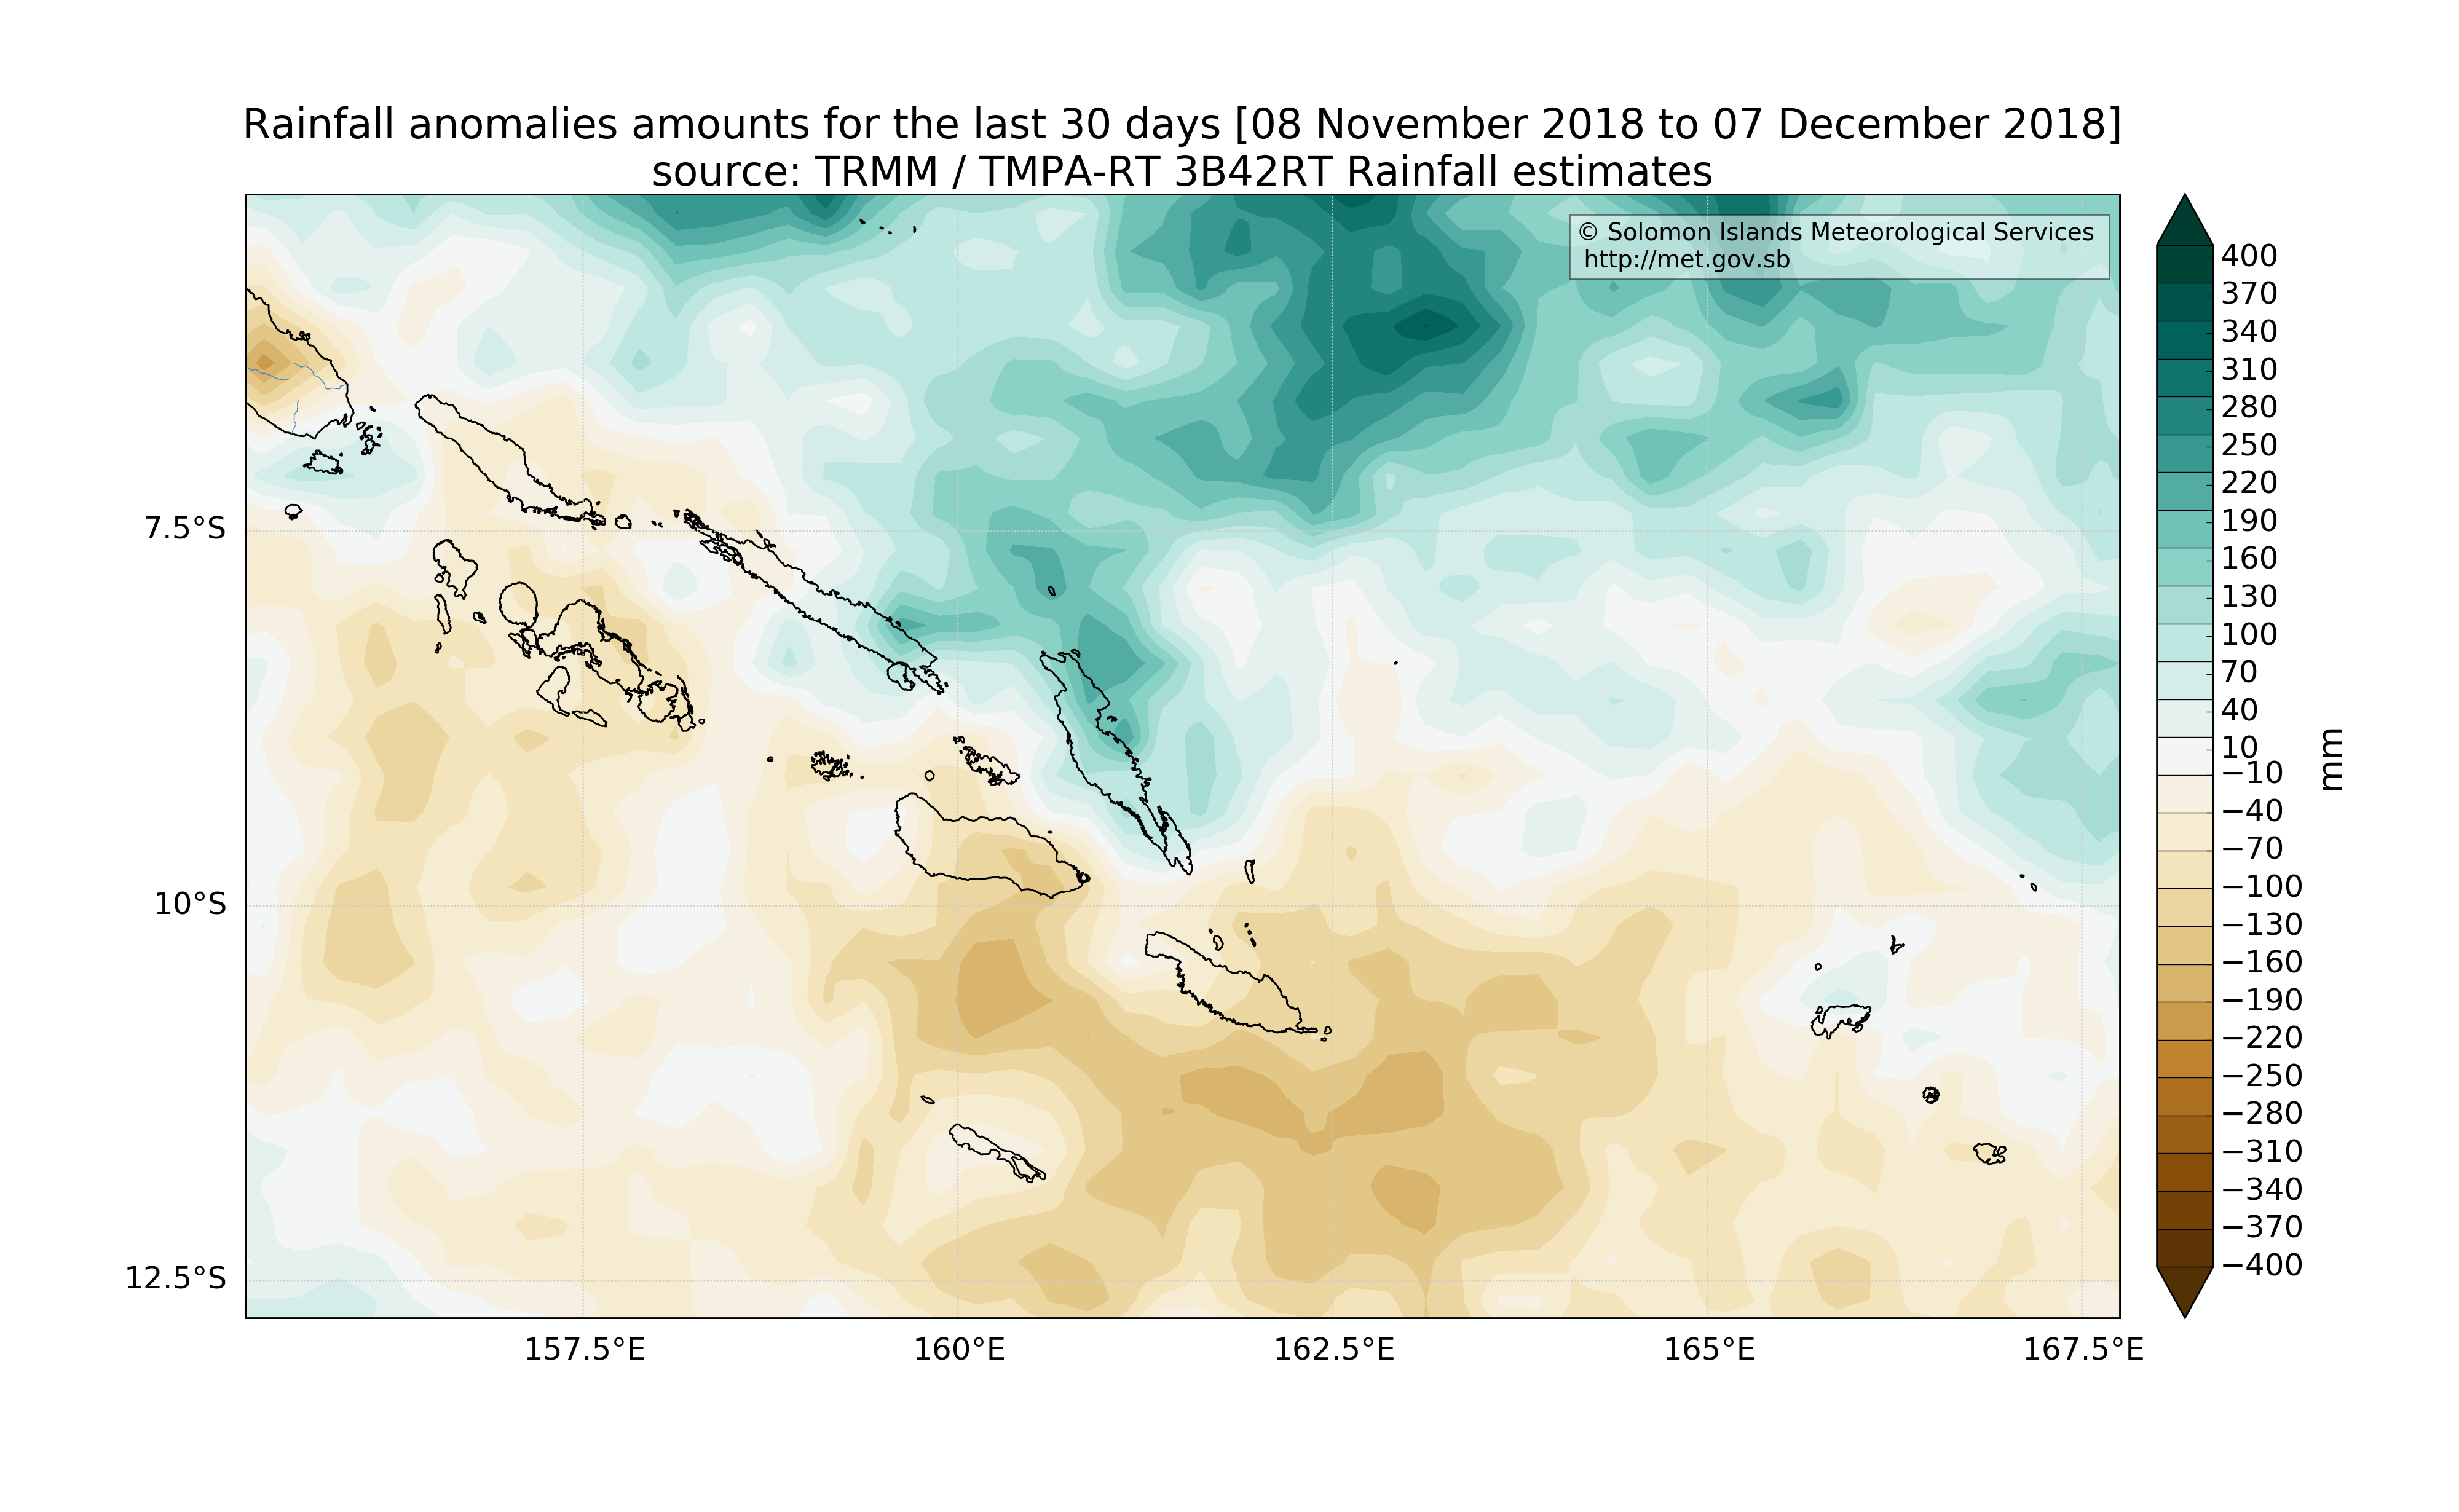 Rainfall anomalies amounts for the last 30 days [08 November 2018 to 07 December 2018]
source: TRMM / TMPA-RT 3B42RT Rainfall estimates
© Solomon Islands Meteorological Services
http://met.gov.sb
7.5°S
10°S
12.5°S
157.5°E
160°E
162.5°E
165°E
167.5°E
400
370
340
310
280
250
220
190
160
130
100
70
40
10
−10
−40
−70
−100
−130
−160
−190
−220
−250
−280
−310
−340
−370
−400
mm